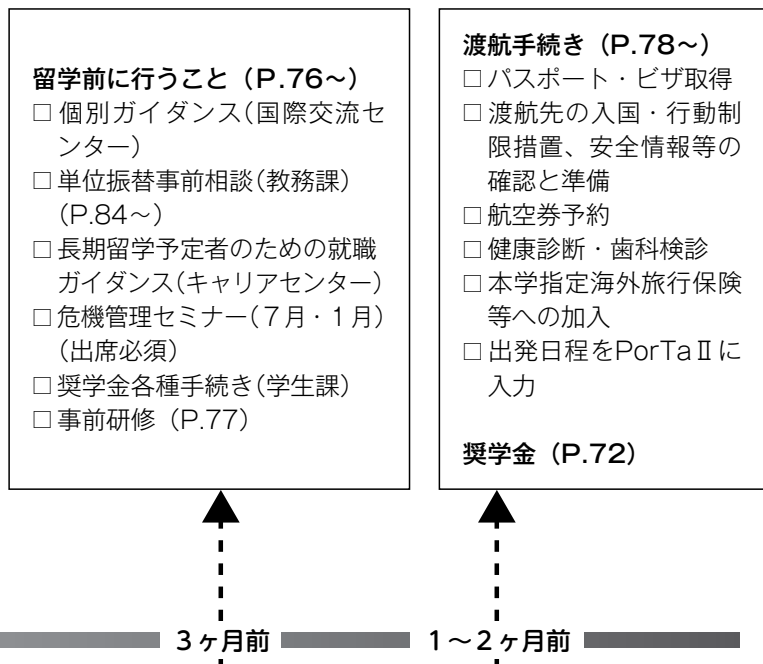 留学前に行うこと（P.76～）
□ 個別ガイダンス(国際交流セ
ンター)
□ 単位振替事前相談(教務課)
(P.84～)
□ 長期留学予定者のための就職
ガイダンス(キャリアセンター)
□ 危機管理セミナー(７月・１月)
(出席必須)
□ 奨学金各種手続き(学生課)
□ 事前研修（P.77）
渡航手続き（P.78～）
□ パスポート・ビザ取得
□ 渡航先の入国・行動制
限措置、安全情報等の
確認と準備
□ 航空券予約
□ 健康診断・歯科検診
□ 本学指定海外旅行保険
等への加入
□ 出発日程をPorTaⅡに
入力
奨学金（P.72）
３ヶ月前
１～２ヶ月前